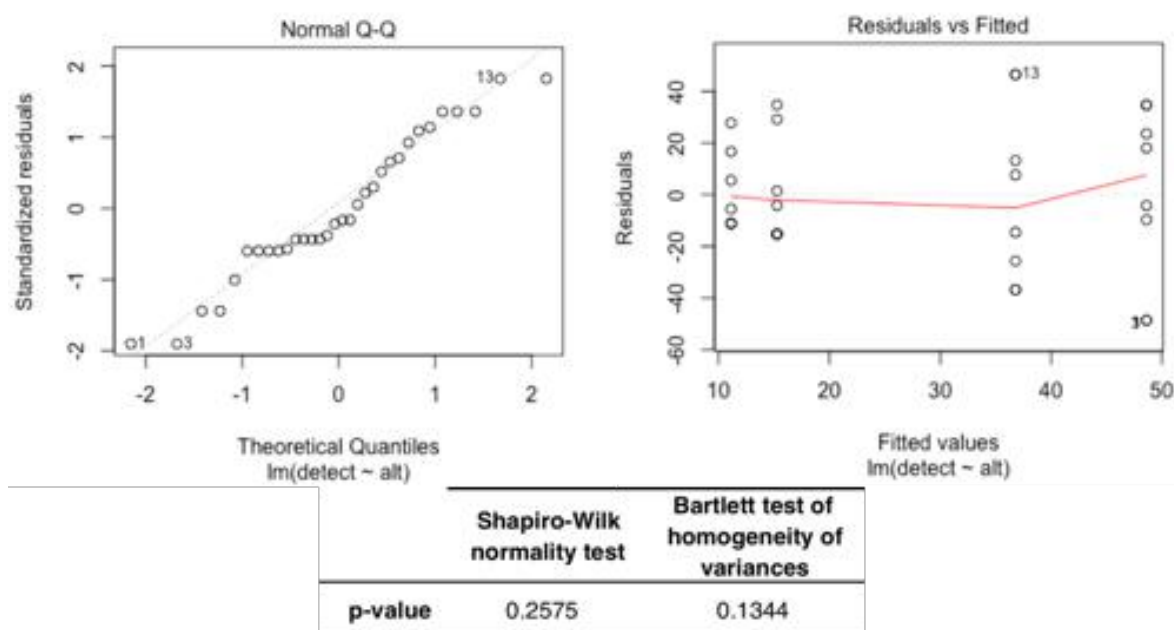 Normal Q-Q
Standardized residuals
2
1
0
-1
-2
13
1
3
-2
-1
0
1
2
Theoretical Quantiles
lm(detect ~ alt)
Residuals vs Fitted
Residuals
40
20
0
-20
-40
-60
13
3
10
20
30
40
50
Fitted values
lm(detect ~ alt)
Shapiro-Wilk
normality test
Bartlett test of
homogeneity of
variances
p-value 0.2575 0.1344